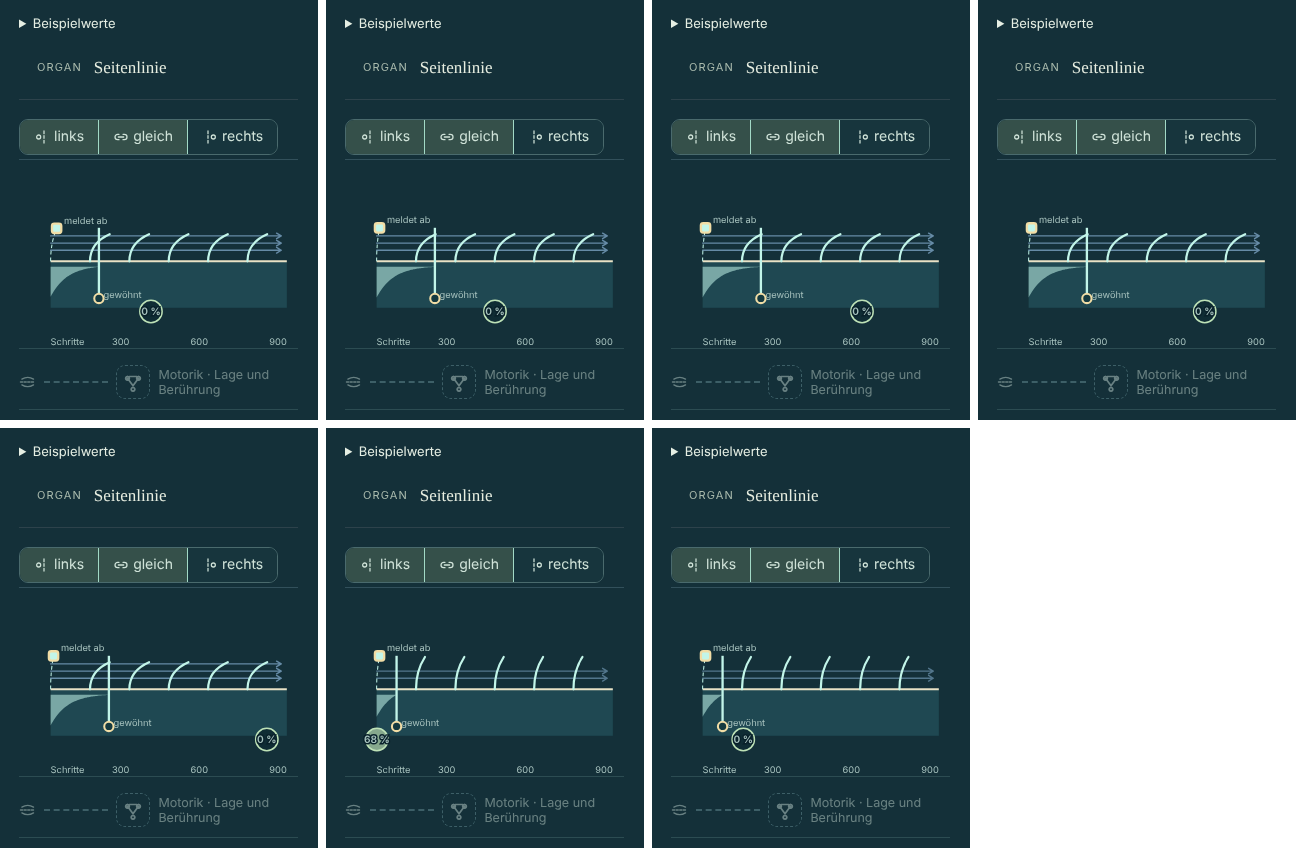 Beispielwerte
ORGAN Seitenlinie
links gleich rechts
meldet ab
gewöhnt
0 %
Schritte 300 600 900
Motorik · Lage und
Berührung
Beispielwerte
ORGAN Seitenlinie
links gleich rechts
meldet ab
gewöhnt
0 %
Schritte 300 600 900
Motorik · Lage und
Berührung
Beispielwerte
ORGAN Seitenlinie
links gleich rechts
meldet ab
gewöhnt
0 %
Schritte 300 600 900
Motorik · Lage und
Berührung
Beispielwerte
ORGAN Seitenlinie
links gleich rechts
meldet ab
gewöhnt
0 %
Schritte 300 600 900
Motorik · Lage und
Berührung
Beispielwerte
ORGAN Seitenlinie
links gleich rechts
meldet ab
gewöhnt
0 %
Schritte 300 600 900
Motorik · Lage und
Berührung
Beispielwerte
ORGAN Seitenlinie
links gleich rechts
meldet ab
gewöhnt
68 %
Schritte 300 600 900
Motorik · Lage und
Berührung
Beispielwerte
ORGAN Seitenlinie
links gleich rechts
meldet ab
gewöhnt
0 %
Schritte 300 600 900
Motorik · Lage und
Berührung